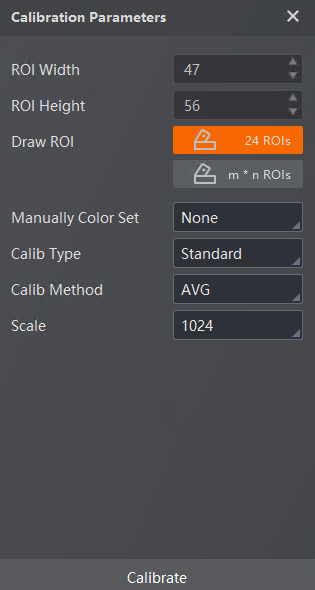 Calibration Parameters ✕
ROI Width 47
ROI Height 56
Draw ROI 24 ROIs
m * n ROIs
Manually Color Set None
Calib Type Standard
Calib Method AVG
Scale 1024
Calibrate